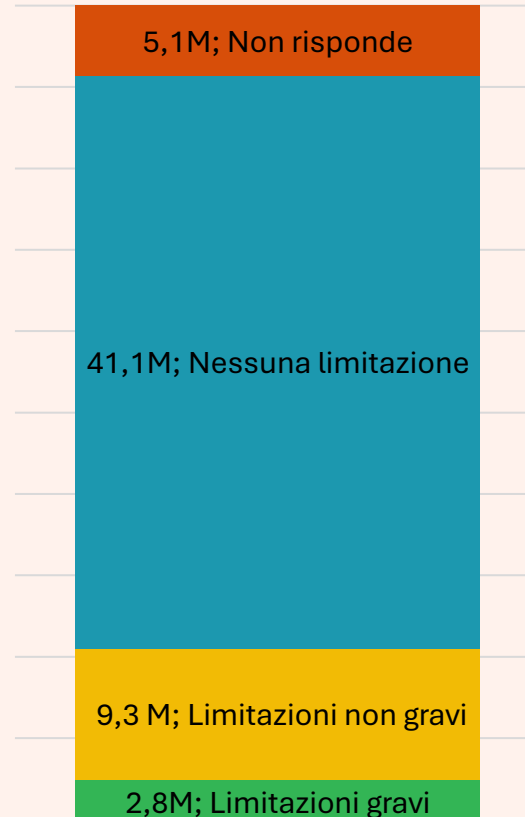 5,1M; Non risponde
41,1M; Nessuna limitazione
9,3 M; Limitazioni non gravi
2,8M; Limitazioni gravi